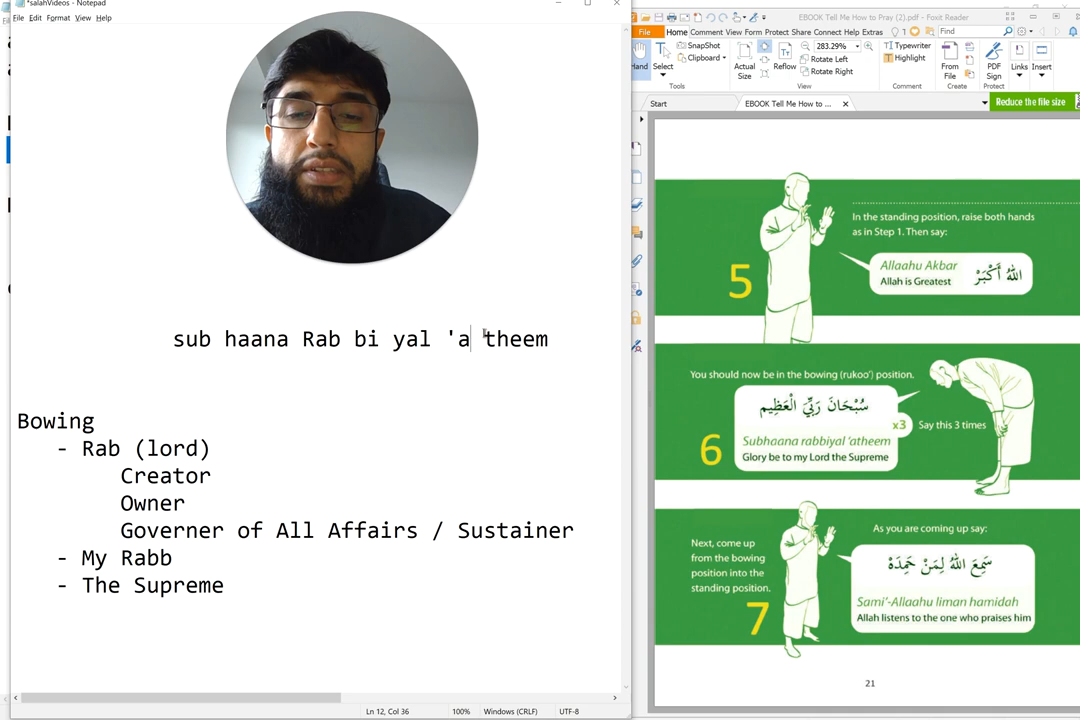 *salahVideos - Notepad
File Edit Format View Help
sub haana Rab bi yal 'a theem
Bowing
- Rab (lord)
Creator
Owner
Governer of All Affairs / Sustainer
- My Rabb
- The Supreme
Ln 12, Col 36
100%
Windows (CRLF)
UTF-8
EBOOK Tell Me How to Pray (2).pdf - Foxit Reader
File Home Comment View Form Protect Share Connect Help Extras
Find
Hand
Select
SnapShot
Clipboard
Tools
Actual Size
Reflow
283.29%
Rotate Left
Rotate Right
View
Typewriter
Highlight
Comment
From File
Create
PDF Sign
Protect
Links
Insert
Start
EBOOK Tell Me How to ...
Reduce the file size
5
In the standing position, raise both hands
as in Step 1. Then say:
Allaahu Akbar
Allah is Greatest
اللهُ أَكْبَرْ
You should now be in the bowing (rukoo') position.
سُبْحَانَ رَبِّيَ الْعَظِيم
x3
Say this 3 times
6
Subhaana rabbiyal 'atheem
Glory be to my Lord the Supreme
Next, come up
from the bowing
position into the
standing position.
7
As you are coming up say:
سَمِعَ اللهُ لِمَنْ حَمِدَهْ
Sami'-Allaahu liman hamidah
Allah listens to the one who praises him
21